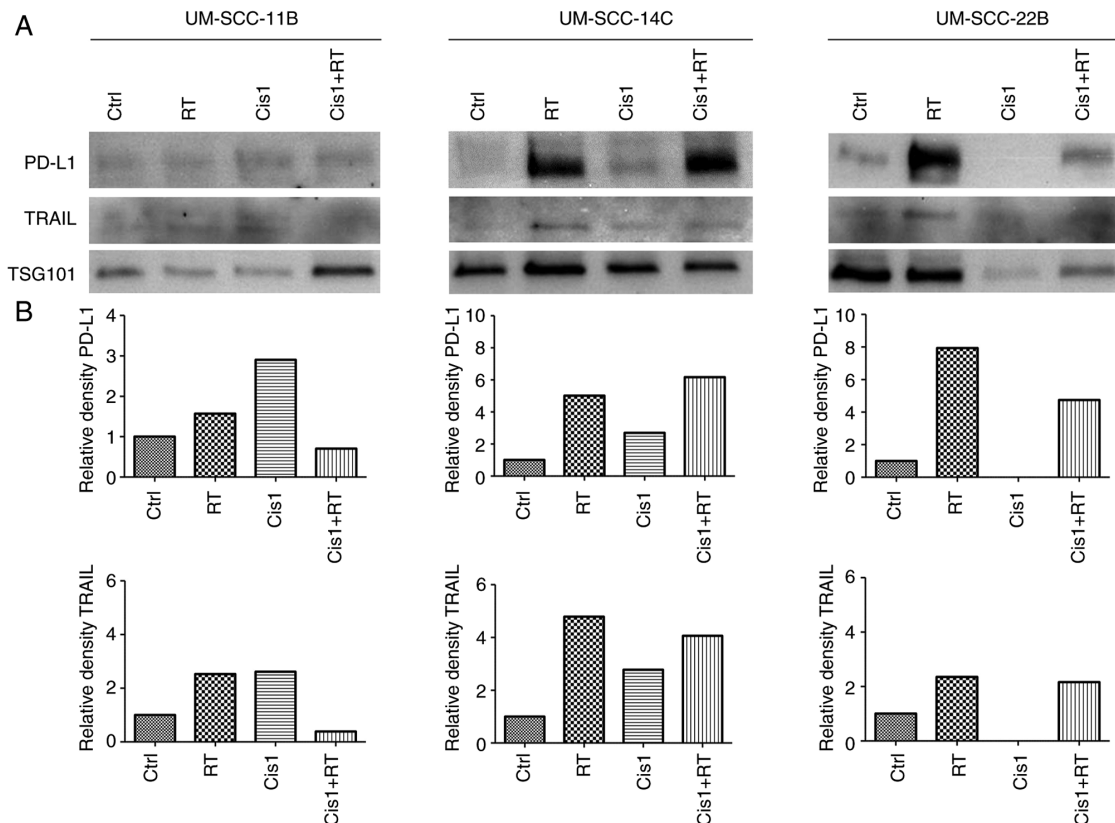 A
UM-SCC-11B
UM-SCC-14C
UM-SCC-22B
Ctrl
RT
Cis1
Cis1+RT
Ctrl
RT
Cis1
Cis1+RT
Ctrl
RT
Cis1
Cis1+RT
PD-L1
TRAIL
TSG101
B
Relative density PD-L1
4
3
2
1
0
Ctrl
RT
Cis1
Cis1+RT
Relative density PD-L1
10
8
6
4
2
0
Ctrl
RT
Cis1
Cis1+RT
Relative density PD-L1
10
8
6
4
2
0
Ctrl
RT
Cis1
Cis1+RT
Relative density TRAIL
6
4
2
0
Ctrl
RT
Cis1
Cis1+RT
Relative density TRAIL
6
4
2
0
Ctrl
RT
Cis1
Cis1+RT
Relative density TRAIL
6
4
2
0
Ctrl
RT
Cis1
Cis1+RT